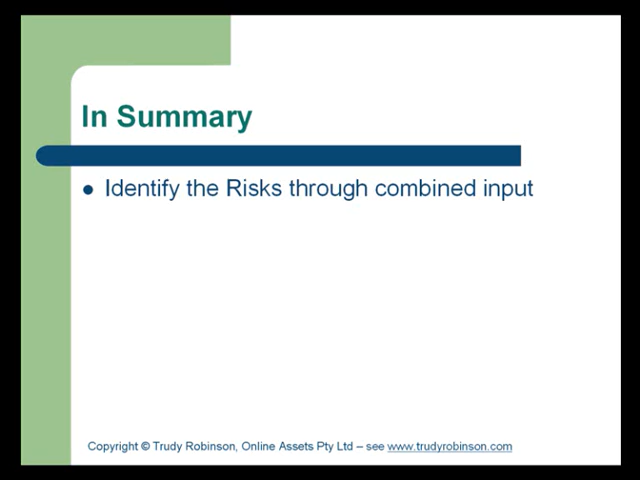 In Summary
Identify the Risks through combined input
Copyright © Trudy Robinson, Online Assets Pty Ltd – see www.trudyrobinson.com